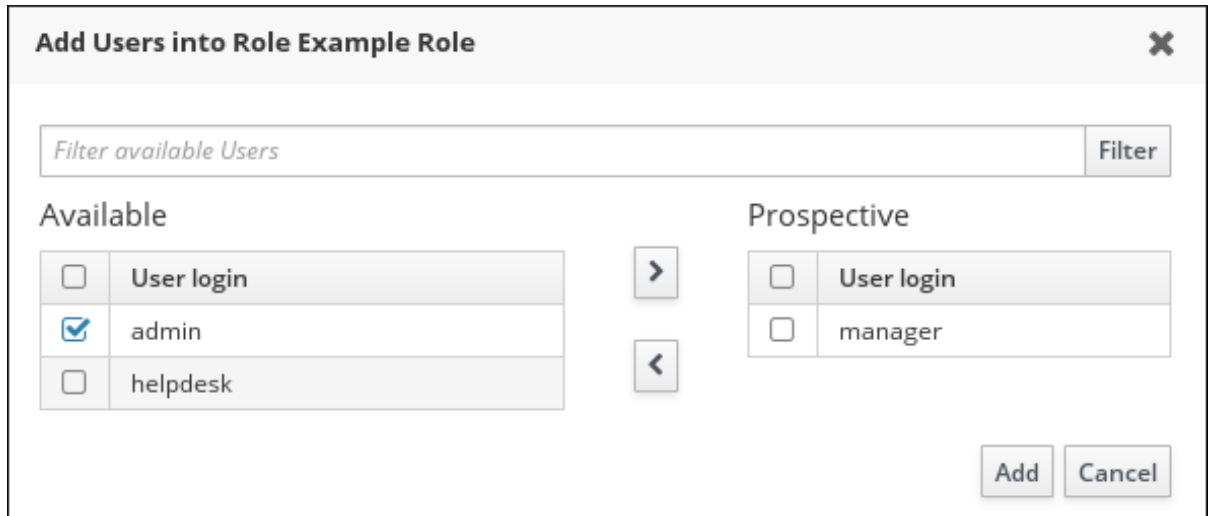 Add Users into Role Example Role
Filter available Users
Filter
Available
Prospective
User login
admin
helpdesk
User login
manager
Add
Cancel